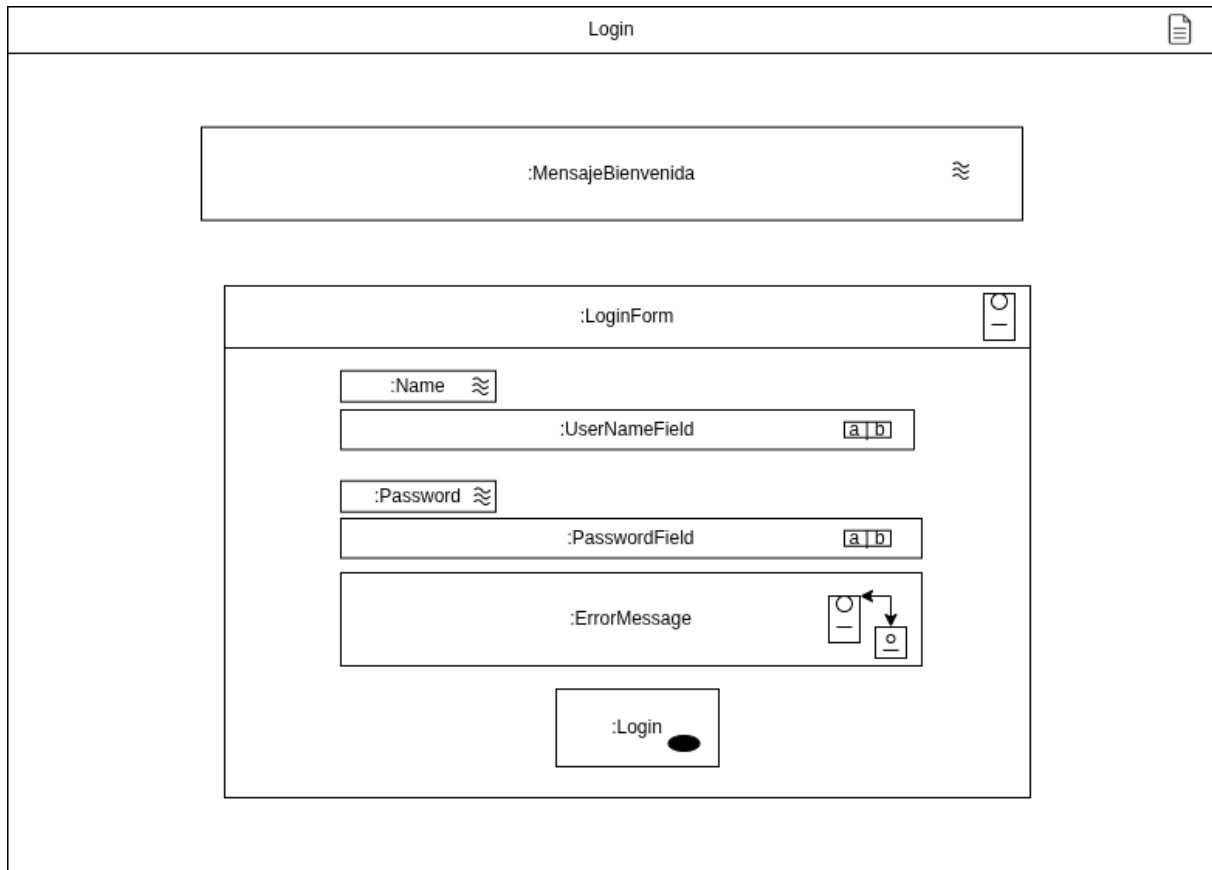 Login
:MensajeBienvenida
:LoginForm
:Name
:UserNameField a b
:Password
:PasswordField a b
:ErrorMessage
:Login